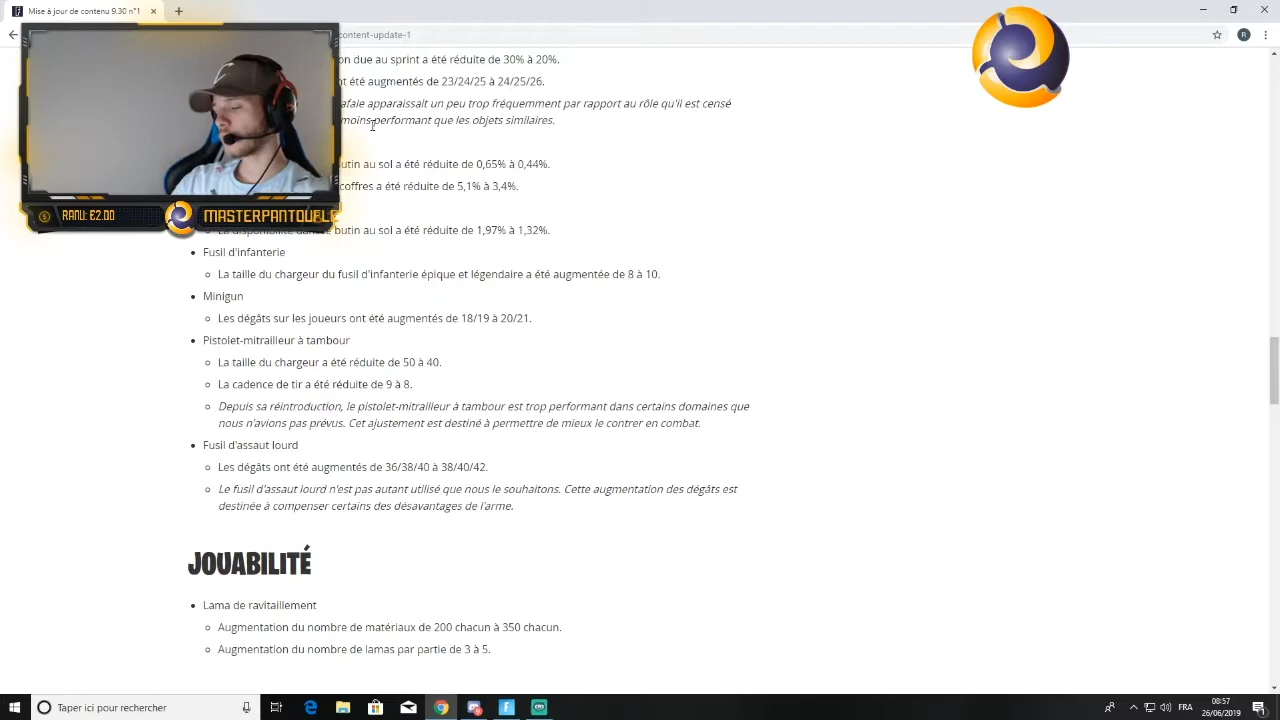 Mise à jour de contenu 9.30 n°1
content-update-1
R
on due au sprint a été réduite de 30% à 20%.
nt été augmentés de 23/24/25 à 24/25/26.
afale apparaissait un peu trop fréquemment par rapport au rôle qu'il est censé
moins performant que les objets similaires.
butin au sol a été réduite de 0,65% à 0,44%.
coffres a été réduite de 5,1% à 3,4%.
RANU: €2.00
MASTERPANTOUFLE
La disponibilité dans le butin au sol a été réduite de 1,97% à 1,32%.
• Fusil d'infanterie
○ La taille du chargeur du fusil d'infanterie épique et légendaire a été augmentée de 8 à 10.
• Minigun
○ Les dégâts sur les joueurs ont été augmentés de 18/19 à 20/21.
• Pistolet-mitrailleur à tambour
○ La taille du chargeur a été réduite de 50 à 40.
○ La cadence de tir a été réduite de 9 à 8.
○ Depuis sa réintroduction, le pistolet-mitrailleur à tambour est trop performant dans certains domaines que
nous n'avions pas prévus. Cet ajustement est destiné à permettre de mieux le contrer en combat.
• Fusil d'assaut lourd
○ Les dégâts ont été augmentés de 36/38/40 à 38/40/42.
○ Le fusil d'assaut lourd n'est pas autant utilisé que nous le souhaitons. Cette augmentation des dégâts est
destinée à compenser certains des désavantages de l'arme.
JOUABILITÉ
• Lama de ravitaillement
○ Augmentation du nombre de matériaux de 200 chacun à 350 chacun.
○ Augmentation du nombre de lamas par partie de 3 à 5.
Taper ici pour rechercher
FRA
08:57
26/06/2019